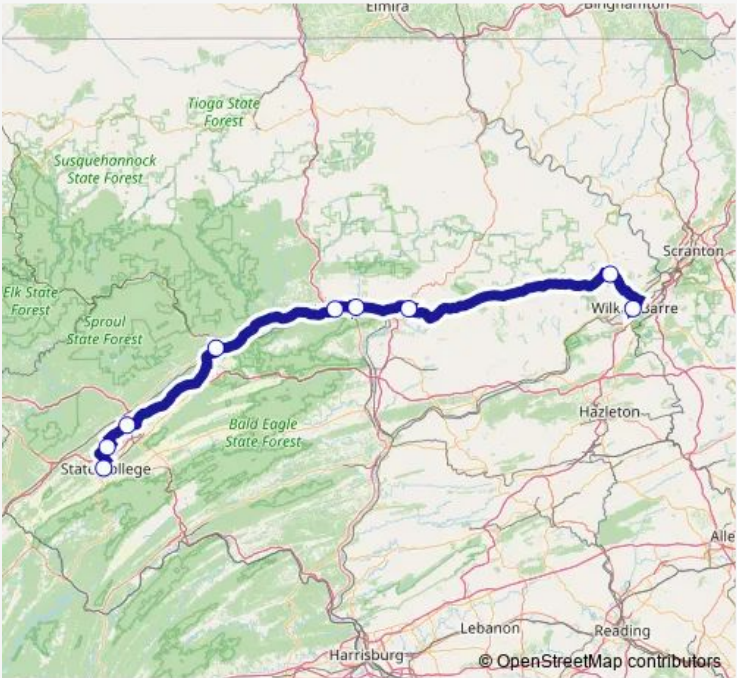 Elmira
Binghamton
Tioga State
Forest
Susquehannock
State Forest
Scranton
Elk State
Forest
Sproul
State Forest
Wilk Barre
Hazleton
Bald Eagle
State Forest
State College
Alle
Lebanon
Reading
Harrisburg
© OpenStreetMap contributors